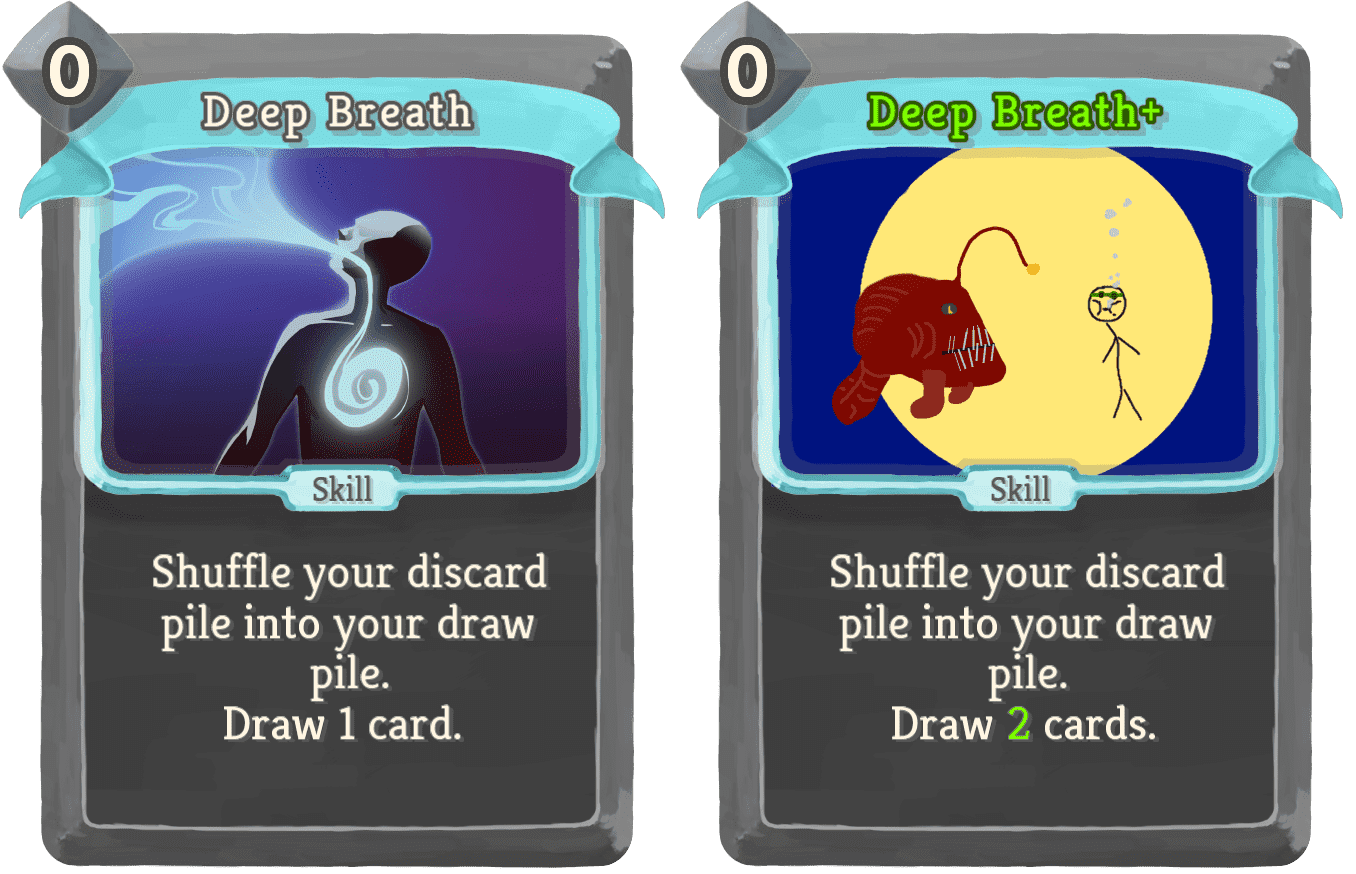 0
Deep Breath
Skill
Shuffle your discard
pile into your draw
pile.
Draw 1 card.
0
Deep Breath+
Skill
Shuffle your discard
pile into your draw
pile.
Draw 2 cards.